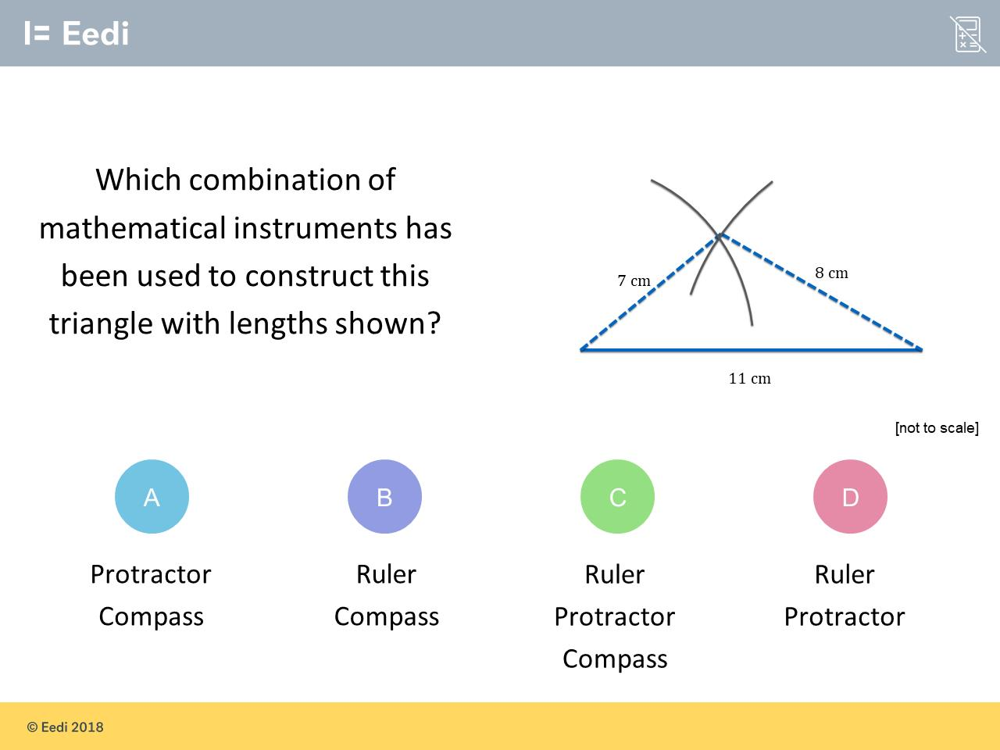 Eedi
Which combination of
mathematical instruments has
been used to construct this
triangle with lengths shown?
7 cm
8 cm
11 cm
[not to scale]
A
B
C
D
Protractor
Compass
Ruler
Compass
Ruler
Protractor
Compass
Ruler
Protractor
© Eedi 2018